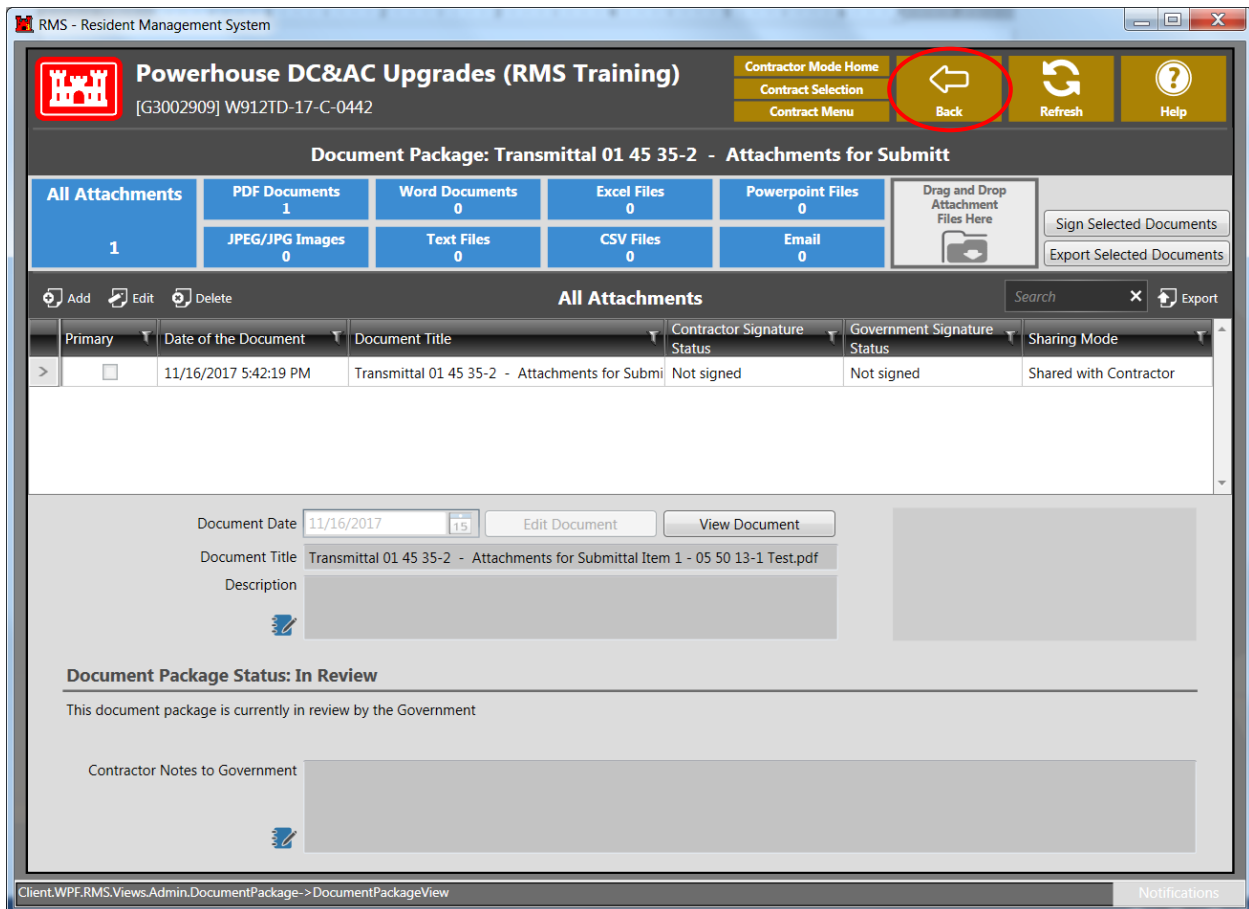 RMS - Resident Management System
Powerhouse DC&AC Upgrades (RMS Training)
[G3002909] W912TD-17-C-0442
Contractor Mode Home
Contract Selection
Contract Menu
Back
Refresh
Help
Document Package: Transmittal 01 45 35-2 - Attachments for Submitt
All Attachments
1
PDF Documents
1
Word Documents
0
Excel Files
0
Powerpoint Files
0
JPEG/JPG Images
0
Text Files
0
CSV Files
0
Email
0
Drag and Drop
Attachment
Files Here
Sign Selected Documents
Export Selected Documents
Add Edit Delete
All Attachments
Search
Export
Primary Date of the Document Document Title Contractor Signature Status Government Signature Status Sharing Mode
11/16/2017 5:42:19 PM Transmittal 01 45 35-2 - Attachments for Submi Not signed Not signed Shared with Contractor
Document Date 11/16/2017 15 Edit Document View Document
Document Title Transmittal 01 45 35-2 - Attachments for Submittal Item 1 - 05 50 13-1 Test.pdf
Description
Document Package Status: In Review
This document package is currently in review by the Government
Contractor Notes to Government
Client.WPF.RMS.Views.Admin.DocumentPackage->DocumentPackageView
Notifications